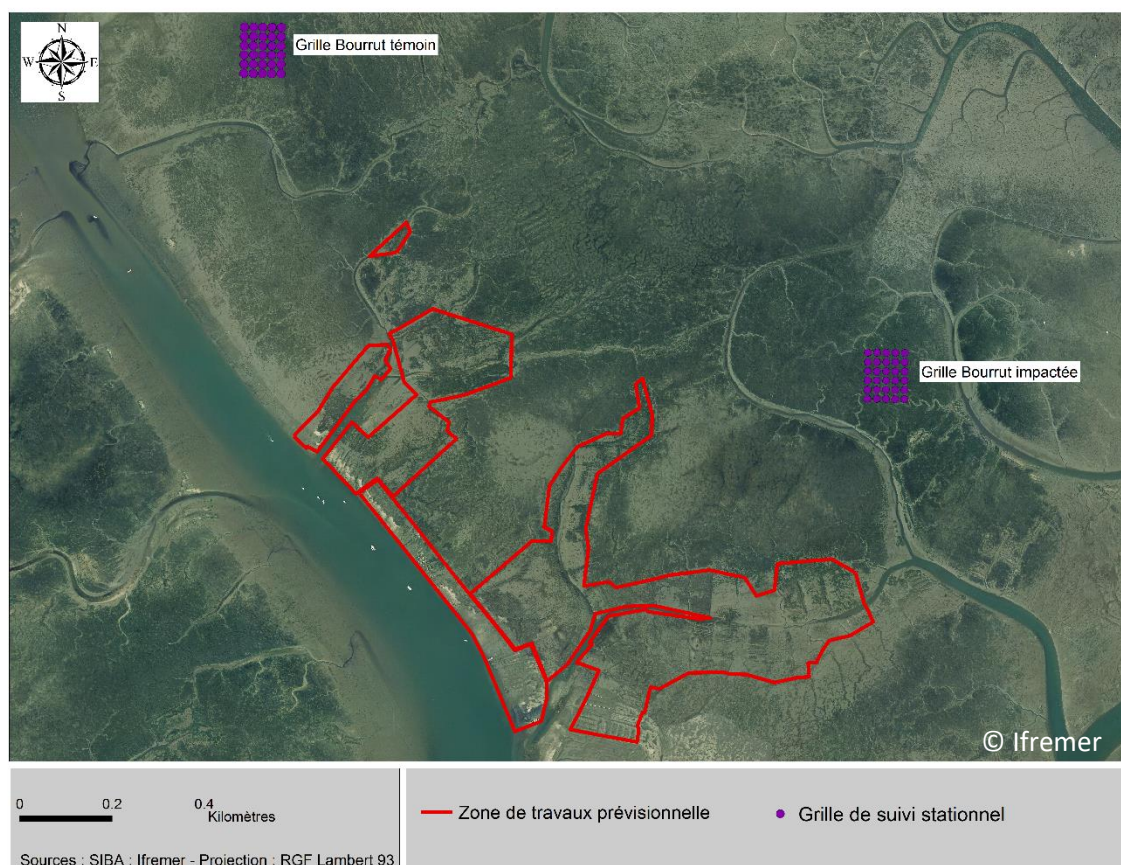 N
W E
S
Grille Bourrut témoin
Grille Bourrut impactée
© Ifremer
0 0.2 0.4
Kilomètres
Zone de travaux prévisionnelle
Grille de suivi stationnel
Sources : SIBA ; Ifremer - Projection : RGF Lambert 93